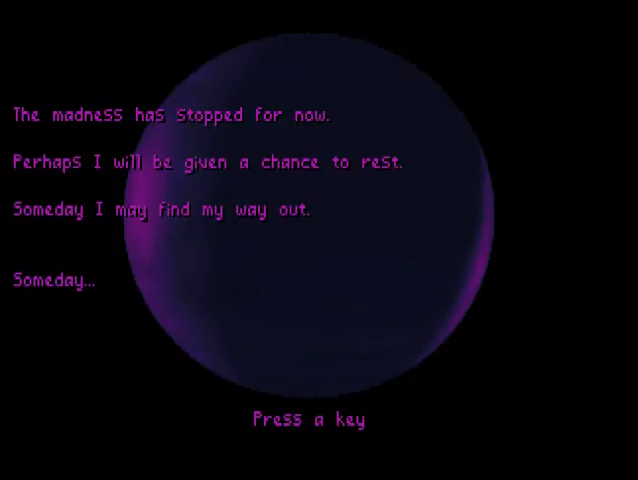 The madness has stopped for now.
Perhaps I will be given a chance to rest.
Someday I may find my way out.
Someday...
Press a key